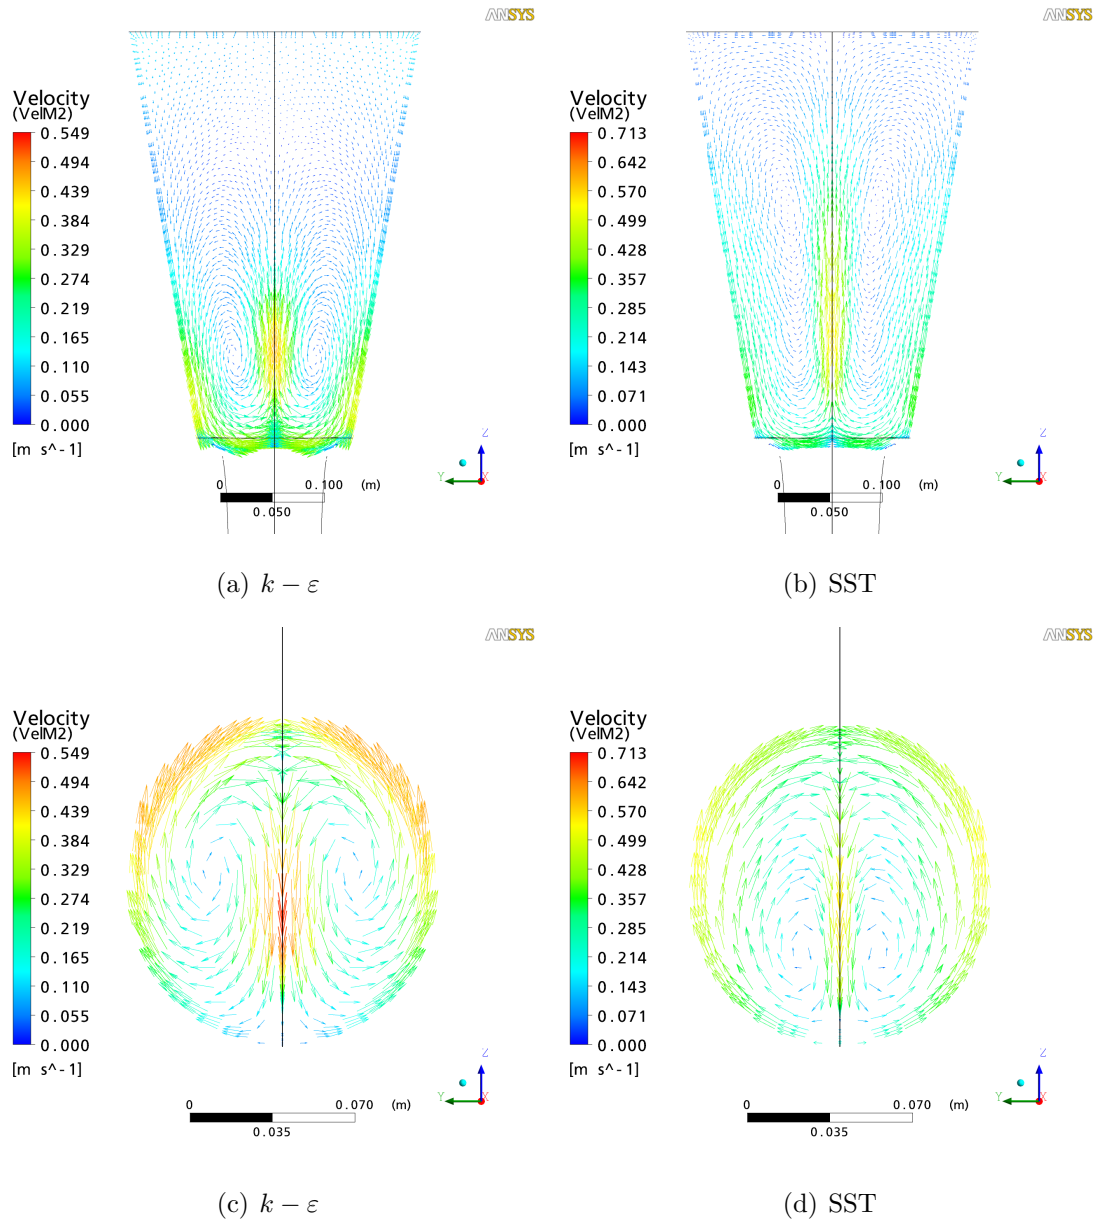 ANSYS
Velocity
(VelM2)
0.549
0.494
0.439
0.384
0.329
0.274
0.219
0.165
0.110
0.055
0.000
[m s^-1]
0 0.100 (m)
0.050
Z
Y
X
(a) k − ε
ANSYS
Velocity
(VelM2)
0.713
0.642
0.570
0.499
0.428
0.357
0.285
0.214
0.143
0.071
0.000
[m s^-1]
0 0.100 (m)
0.050
Z
Y
X
(b) SST
ANSYS
Velocity
(VelM2)
0.549
0.494
0.439
0.384
0.329
0.274
0.219
0.165
0.110
0.055
0.000
[m s^-1]
0 0.070 (m)
0.035
Z
Y
X
(c) k − ε
ANSYS
Velocity
(VelM2)
0.713
0.642
0.570
0.499
0.428
0.357
0.285
0.214
0.143
0.071
0.000
[m s^-1]
0 0.070 (m)
0.035
Z
Y
X
(d) SST